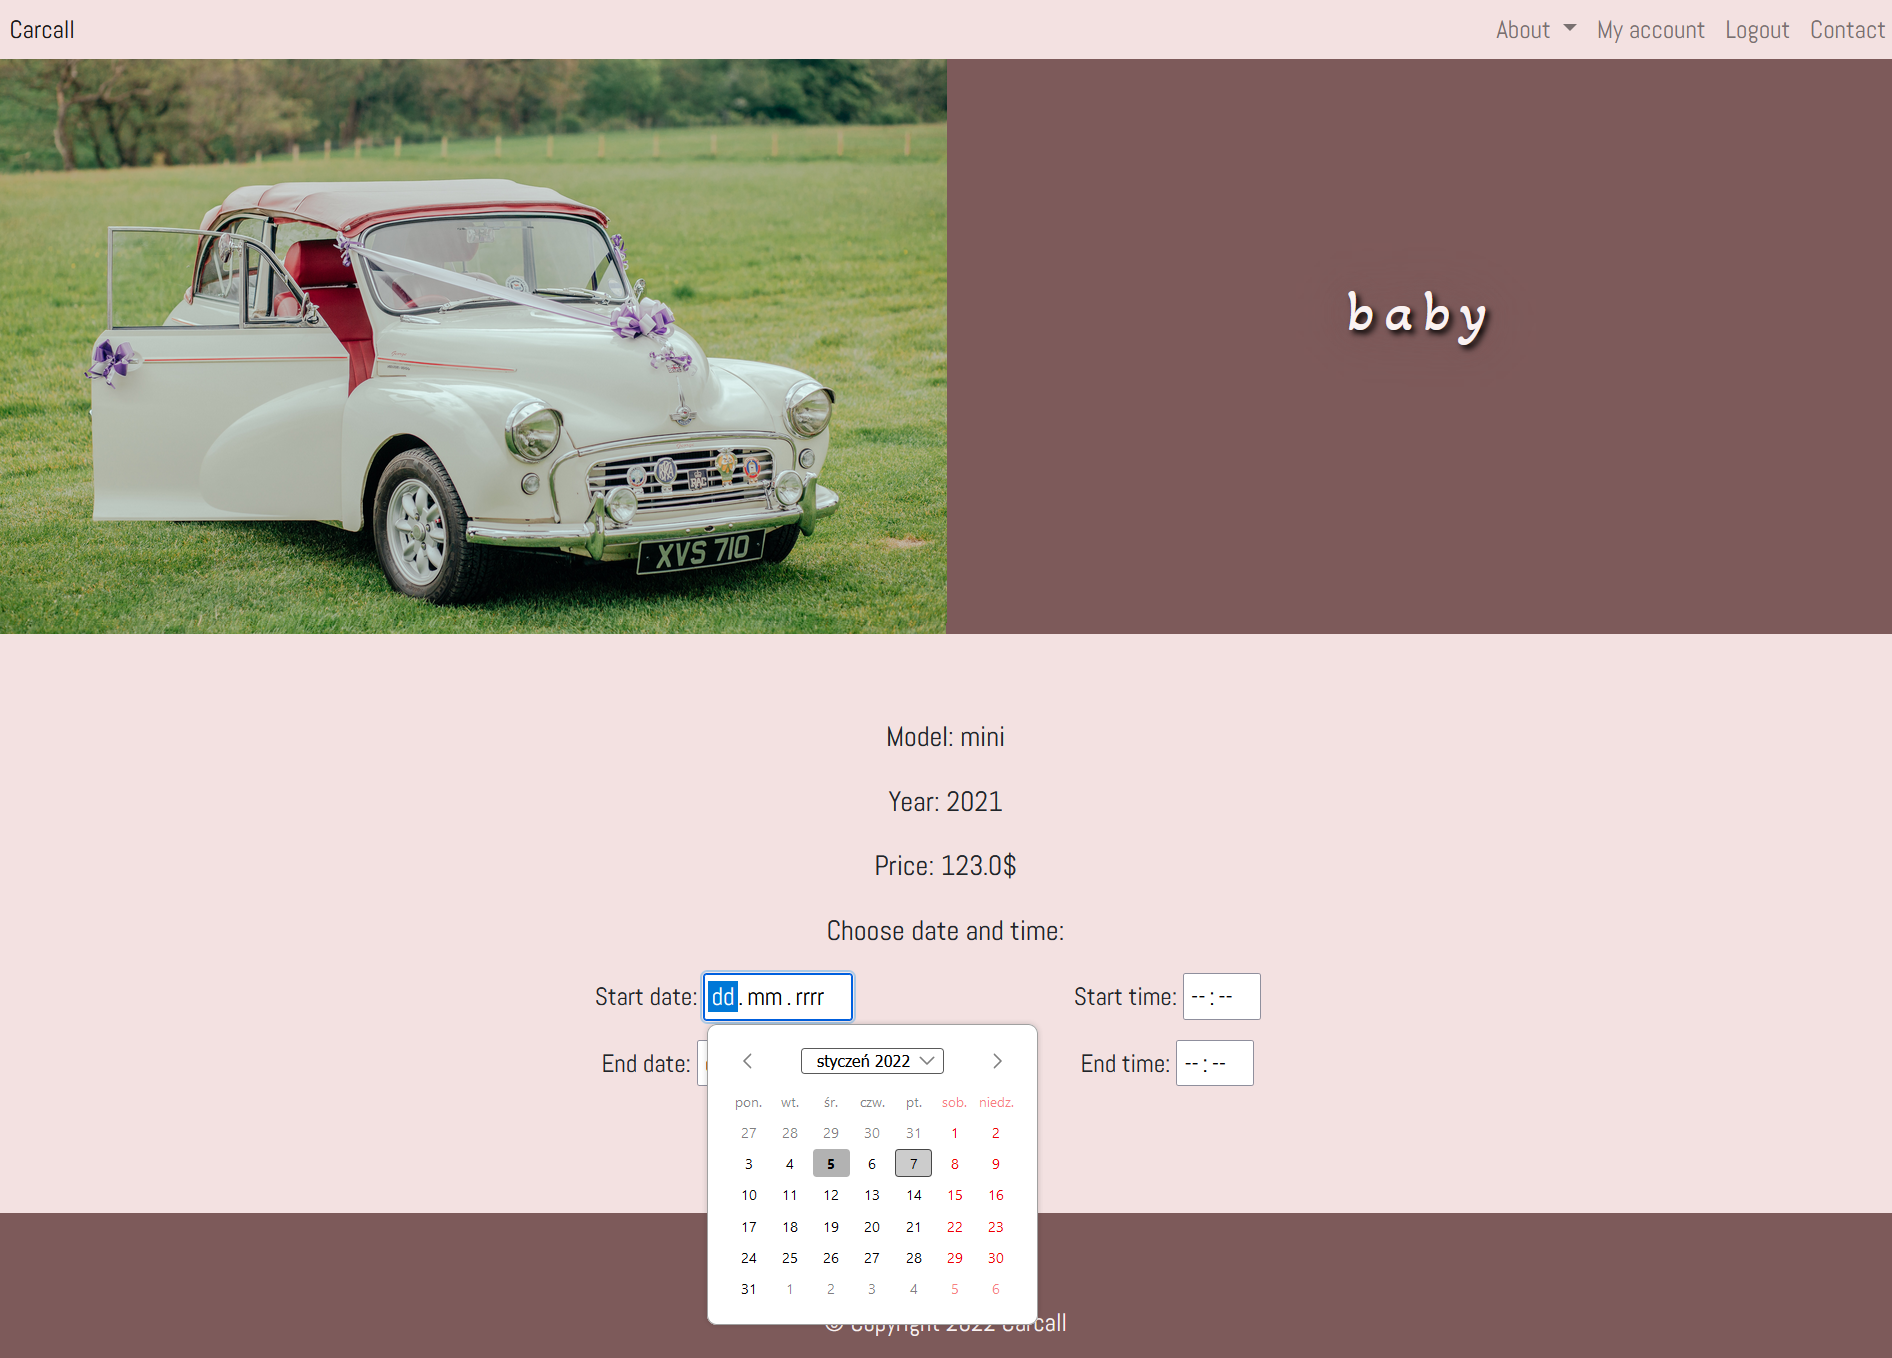 Carcall
About My account Logout Contact
baby
XVS 710
RAC
Model: mini
Year: 2021
Price: 123.0$
Choose date and time:
Start date: dd.mm.rrrr Start time: --:--
End date: End time: --:--
styczeń 2022
pon. wt. śr. czw. pt. sob. niedz.
27 28 29 30 31 1 2
3 4 5 6 7 8 9
10 11 12 13 14 15 16
17 18 19 20 21 22 23
24 25 26 27 28 29 30
31 1 2 3 4 5 6
© Copyright 2022 Carcall